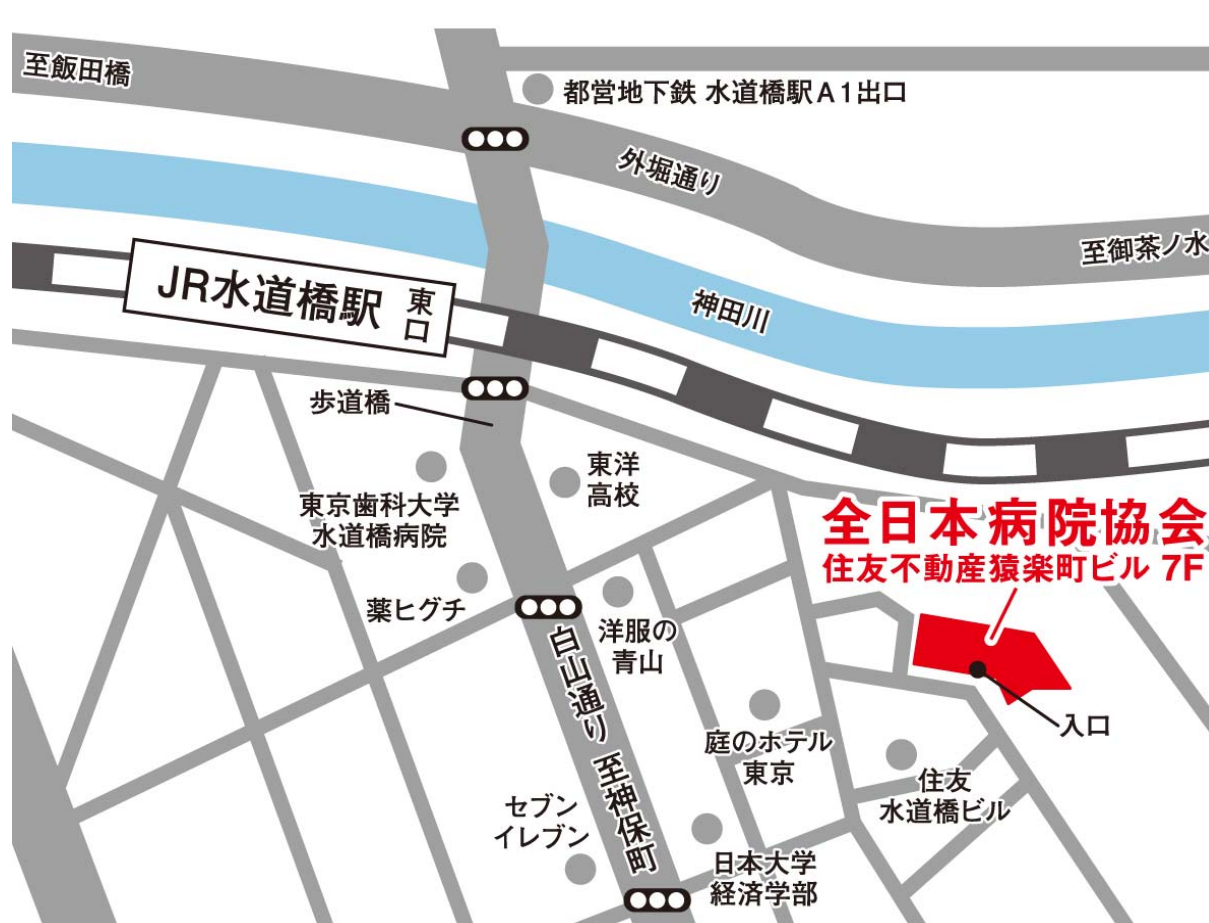 至飯田橋
都営地下鉄 水道橋駅A1出口
外堀通り
至御茶ノ水
JR水道橋駅 東口
神田川
歩道橋
東洋
高校
東京歯科大学
水道橋病院
全日本病院協会
住友不動産猿楽町ビル 7F
薬ヒグチ
洋服の
青山
白山通り 至神保町
入口
庭のホテル
東京
住友
水道橋ビル
セブン
イレブン
日本大学
経済学部